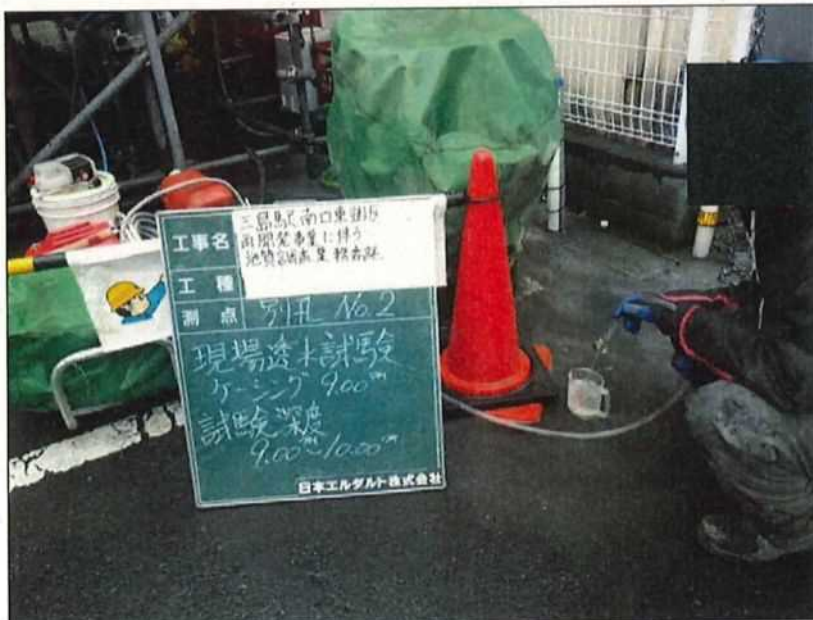 工事名
三島駅南口東街区
再開発事業に伴う
地質調査業務委託
工種
測点 別孔 No.2
現場透水試験
ケーシング 9.00m
試験深度
9.00m~10.00m
日本エルダルト株式会社